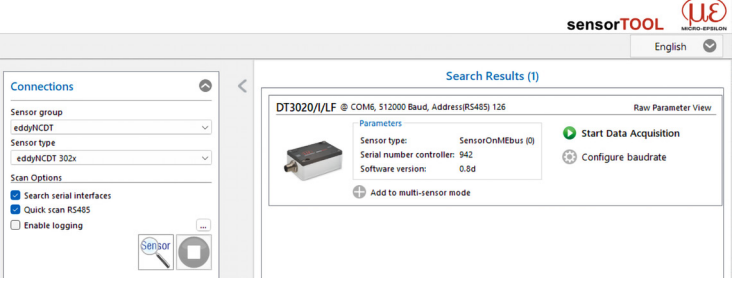 sensorTOOL
MICRO-EPSILON
English
Connections
Sensor group
eddyNCDT
Sensor type
eddyNCDT 302x
Scan Options
Search serial interfaces
Quick scan RS485
Enable logging
...
Sensor
Search Results (1)
DT3020/I/LF @ COM6, 512000 Baud, Address(RS485) 126
Raw Parameter View
Parameters
Sensor type: SensorOnMEbus (0)
Serial number controller: 942
Software version: 0.8d
Add to multi-sensor mode
Start Data Acquisition
Configure baudrate